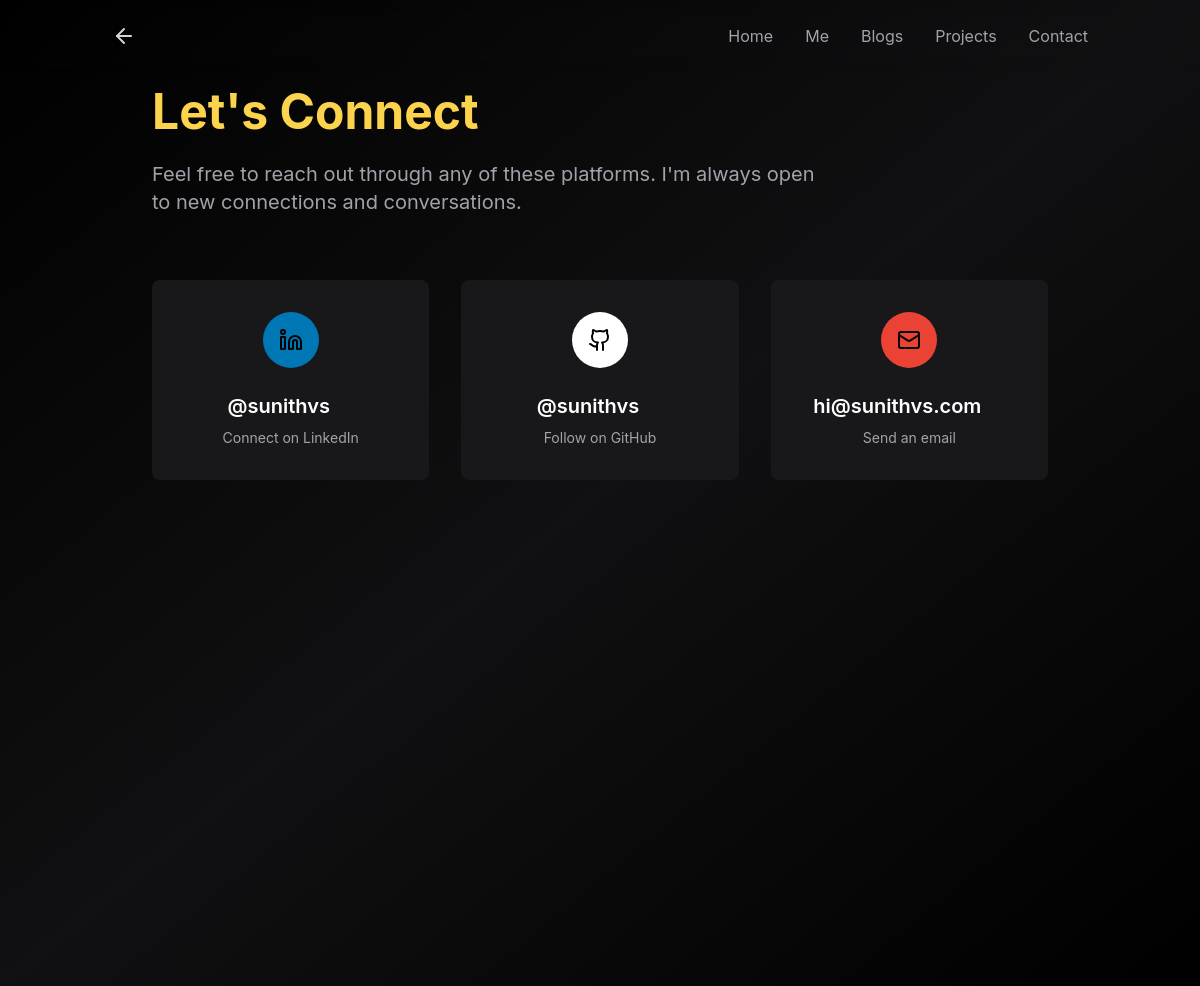 Home Me Blogs Projects Contact
Let's Connect
Feel free to reach out through any of these platforms. I'm always open
to new connections and conversations.
@sunithvs
Connect on LinkedIn
@sunithvs
Follow on GitHub
hi@sunithvs.com
Send an email